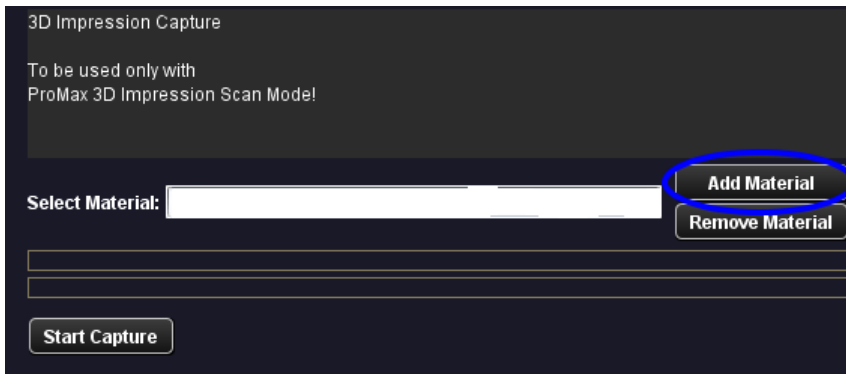 3D Impression Capture
To be used only with
ProMax 3D Impression Scan Mode!
Add Material
Select Material:
Remove Material
Start Capture